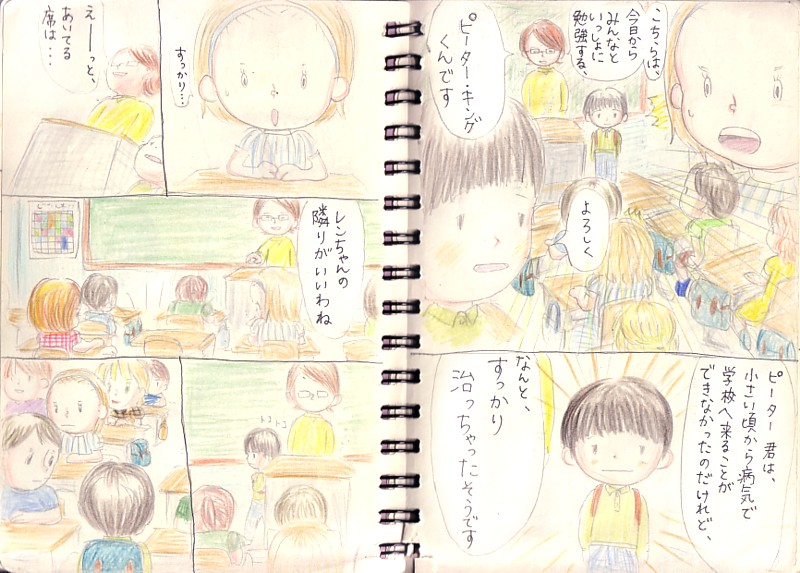 こちらは、
今日から
みんなと
いっしょに
勉強する、
ピーター・キング
くんです
よろしく
ピーター君は、
小さい頃から病気で
学校へ来ることが
できなかったのだけれど、
なんと、
すっかり
治っちゃったそうです
すっかり…
えーーっと、
あいてる
席は…
レンちゃんの
隣りがいいわね
トコトコ